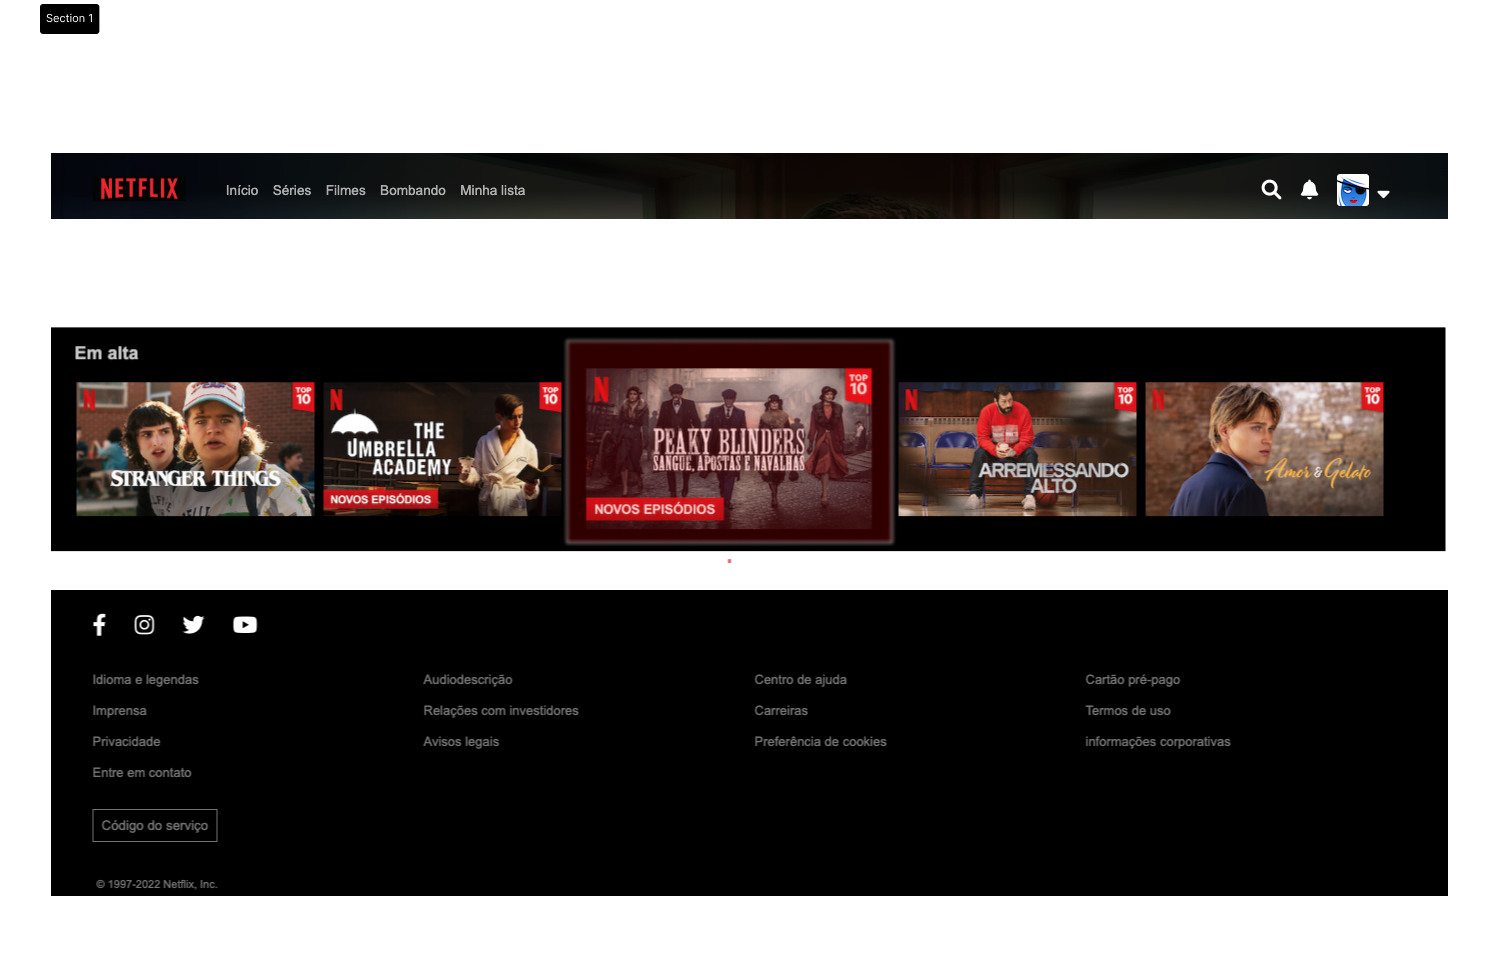 Section 1
NETFLIX
Início Séries Filmes Bombando Minha lista
Em alta
N
TOP
10
STRANGER THINGS
N
TOP
10
THE
UMBRELLA
ACADEMY
NOVOS EPISÓDIOS
N
TOP
10
PEAKY BLINDERS
SANGUE, APOSTAS E NAVALHAS
NOVOS EPISÓDIOS
N
TOP
10
ARREMESSANDO
ALTO
N
TOP
10
Amor & Gelato
Idioma e legendas
Audiodescrição
Centro de ajuda
Cartão pré-pago
Imprensa
Relações com investidores
Carreiras
Termos de uso
Privacidade
Avisos legais
Preferência de cookies
informações corporativas
Entre em contato
Código do serviço
© 1997-2022 Netflix, Inc.